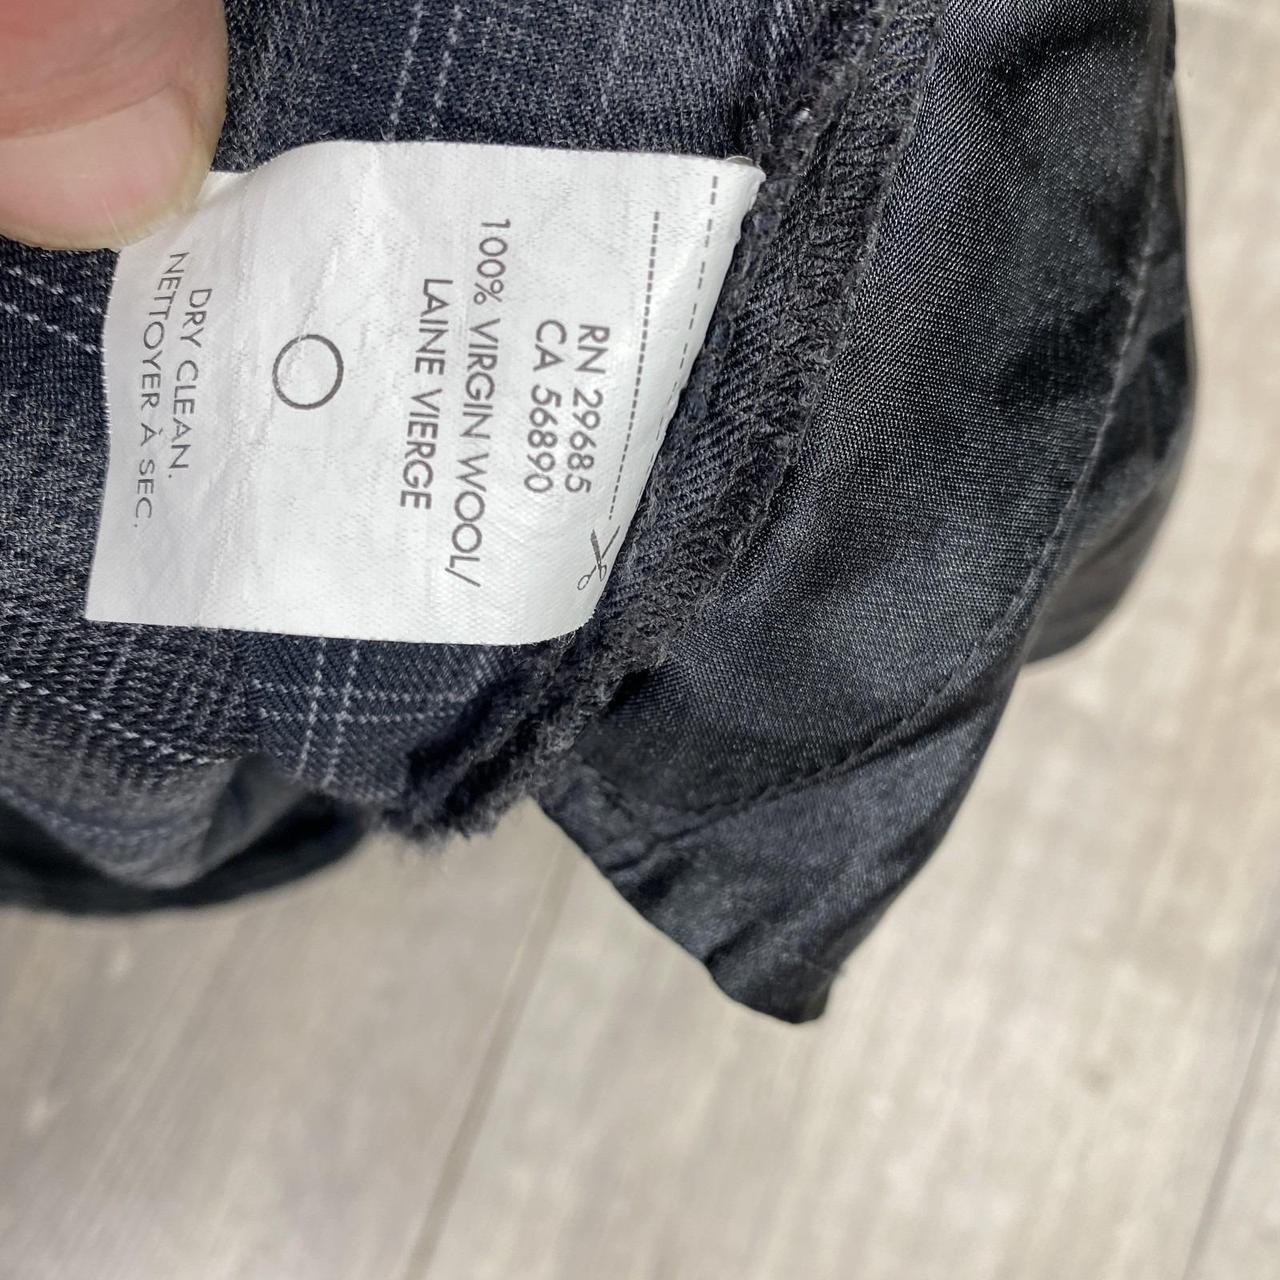 RN 29685
CA 56890
100% VIRGIN WOOL/
LAINE VIERGE
DRY CLEAN.
NETTOYER À SEC.